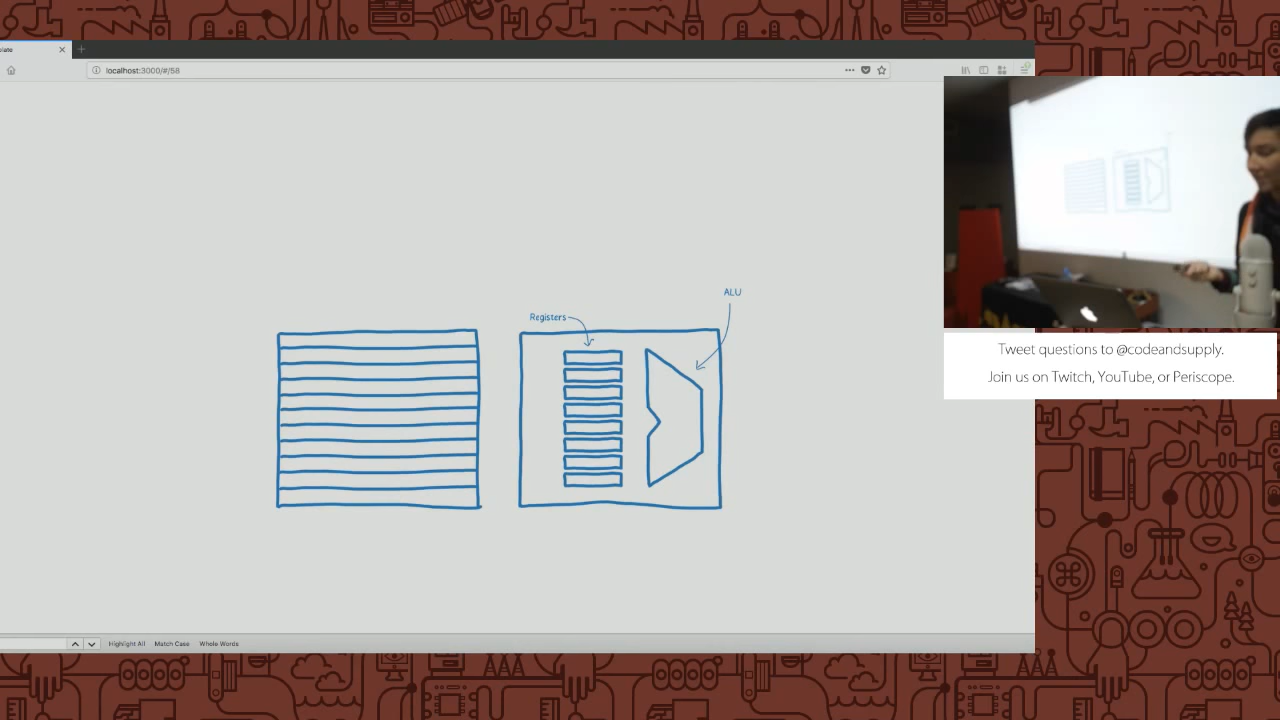 localhost:3000/#/58
ALU
Registers
Highlight All Match Case Whole Words
Tweet questions to @codeandsupply.
Join us on Twitch, YouTube, or Periscope.